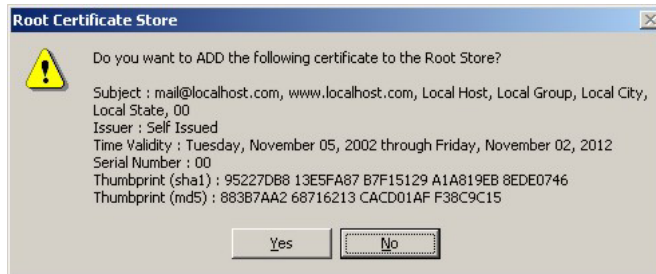 Root Certificate Store
Do you want to ADD the following certificate to the Root Store?
Subject : mail@localhost.com, www.localhost.com, Local Host, Local Group, Local City,
Local State, 00
Issuer : Self Issued
Time Validity : Tuesday, November 05, 2002 through Friday, November 02, 2012
Serial Number : 00
Thumbprint (sha1) : 95227DB8 13E5FA87 B7F15129 A1A819EB 8EDE0746
Thumbprint (md5) : 883B7AA2 68716213 CACD01AF F38C9C15
Yes No